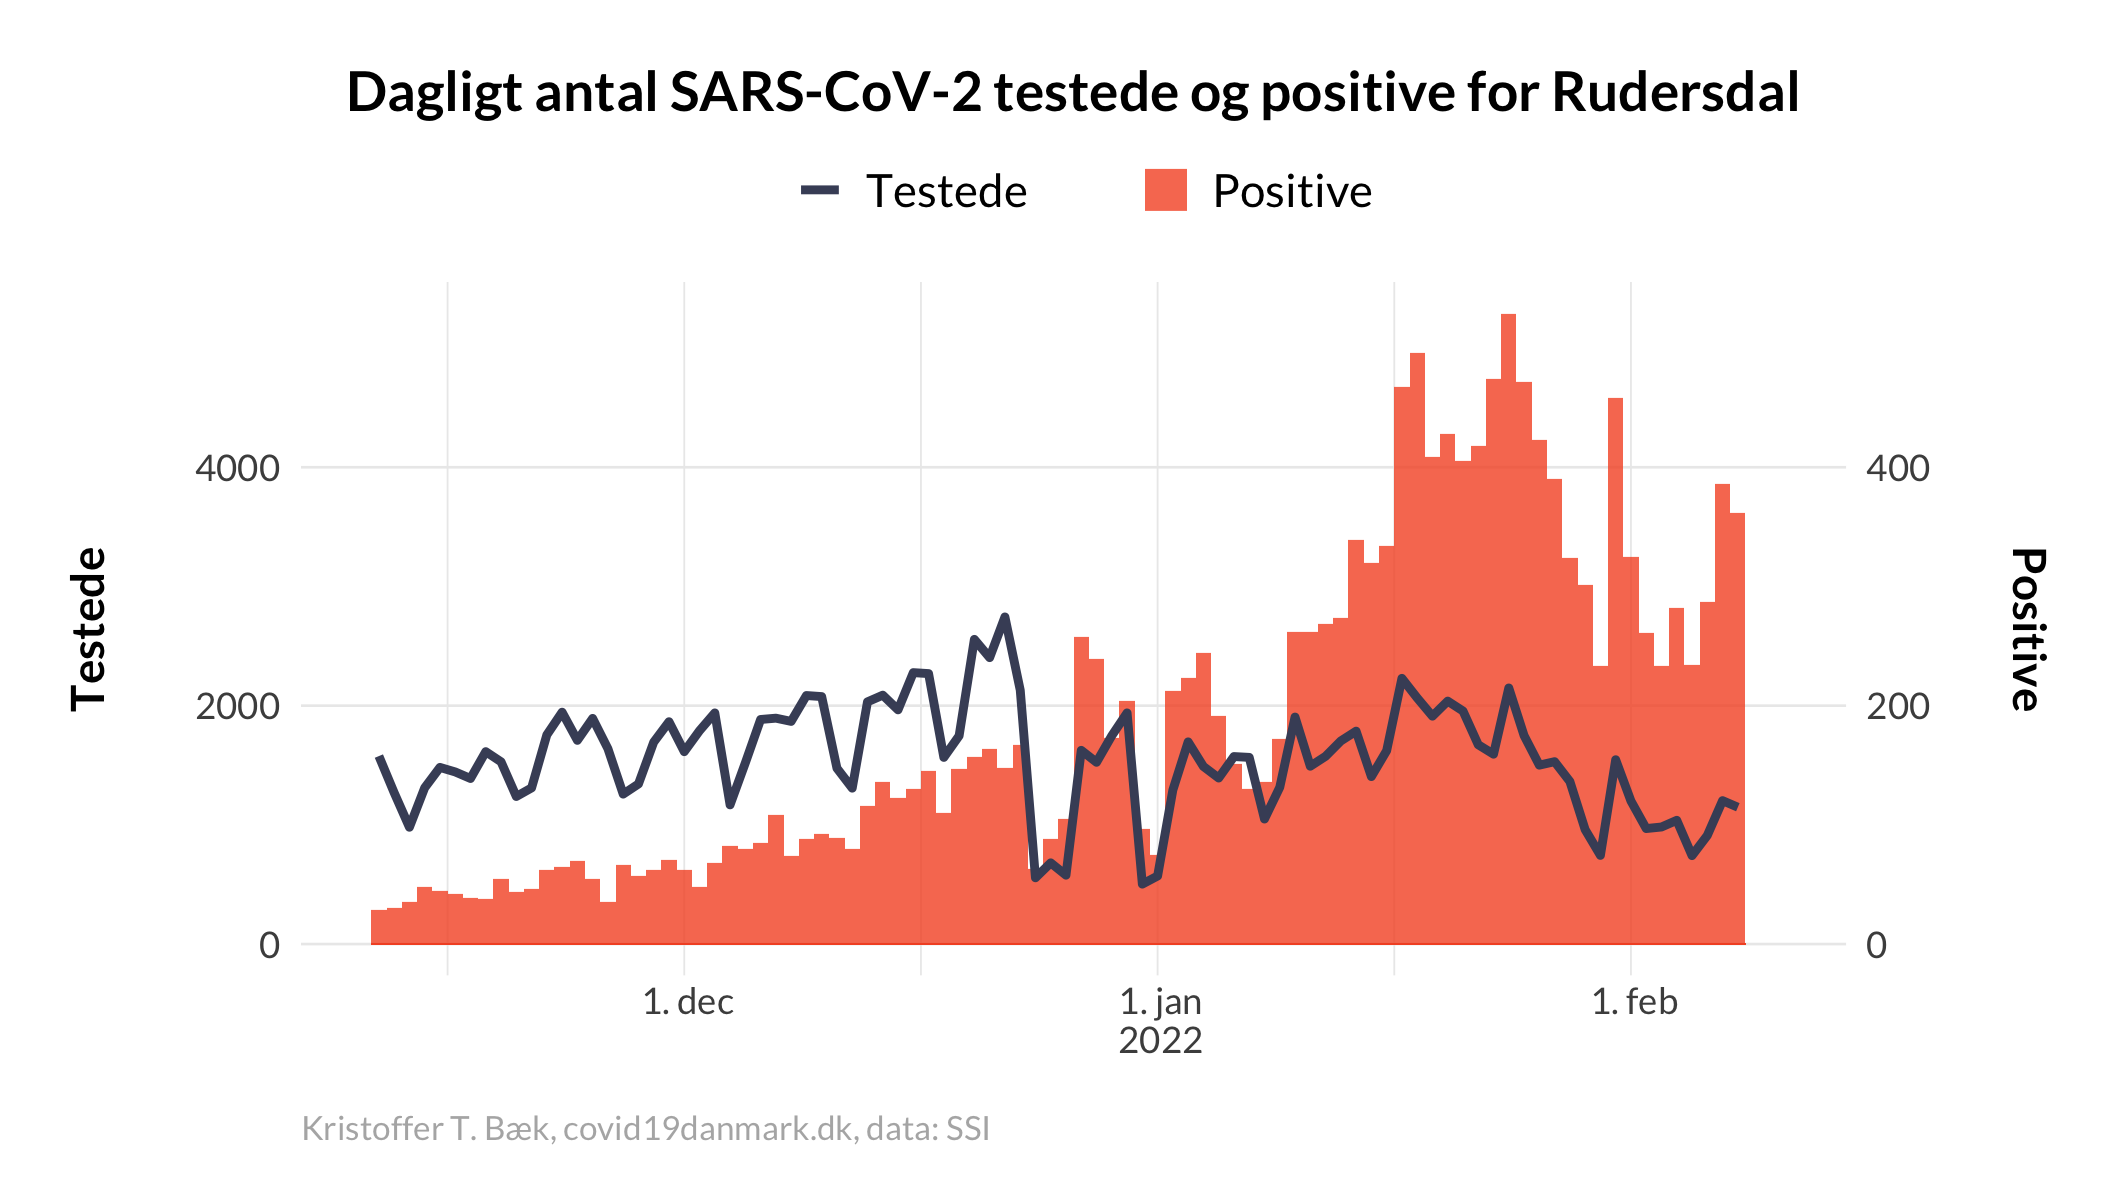 Dagligt antal SARS-CoV-2 testede og positive for Rudersdal
Testede
Positive
4000
2000
0
Testede
400
200
0
Positive
1. dec
1. jan
2022
1. feb
Kristoffer T. Bæk, covid19danmark.dk, data: SSI